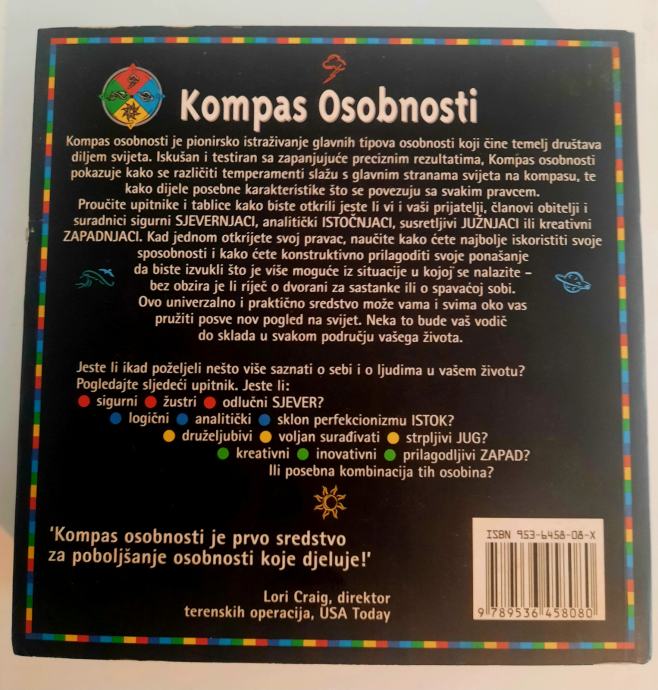 Kompas Osobnosti
Kompas osobnosti je pionirsko istraživanje glavnih tipova osobnosti koji čine temelj društava
diljem svijeta. Iskušan i testiran sa zapanjujuće preciznim rezultatima, Kompas osobnosti
pokazuje kako se različiti temperamenti slažu s glavnim stranama svijeta na kompasu, te
kako dijele posebne karakteristike što se povezuju sa svakim pravcem.
Proučite upitnike i tablice kako biste otkrili jeste li vi i vaši prijatelji, članovi obitelji i
suradnici sigurni SJEVERNJACI, analitički ISTOČNJACI, susretljivi JUŽNJACI ili kreativni
ZAPADNJACI. Kad jednom otkrijete svoj pravac, naučite kako ćete najbolje iskoristiti svoje
sposobnosti i kako ćete konstruktivno prilagoditi svoje ponašanje
da biste izvukli što je više moguće iz situacije u kojoj se nalazite –
bez obzira je li riječ o dvorani za sastanke ili o spavaćoj sobi.
Ovo univerzalno i praktično sredstvo može vama i svima oko vas
pružiti posve nov pogled na svijet. Neka to bude vaš vodič
do sklada u svakom području vašega života.
Jeste li ikad poželjeli nešto više saznati o sebi i o ljudima u vašem životu?
Pogledajte sljedeći upitnik. Jeste li:
● sigurni ● žustri ● odlučni SJEVER?
● logični ● analitički ● sklon perfekcionizmu ISTOK?
● druželjubivi ● voljan surađivati ● strpljivi JUG?
● kreativni ● inovativni ● prilagodljivi ZAPAD?
Ili posebna kombinacija tih osobina?
'Kompas osobnosti je prvo sredstvo
za poboljšanje osobnosti koje djeluje!'
Lori Craig, direktor
terenskih operacija, USA Today
ISBN 953-6458-08-X
9 789536 458080